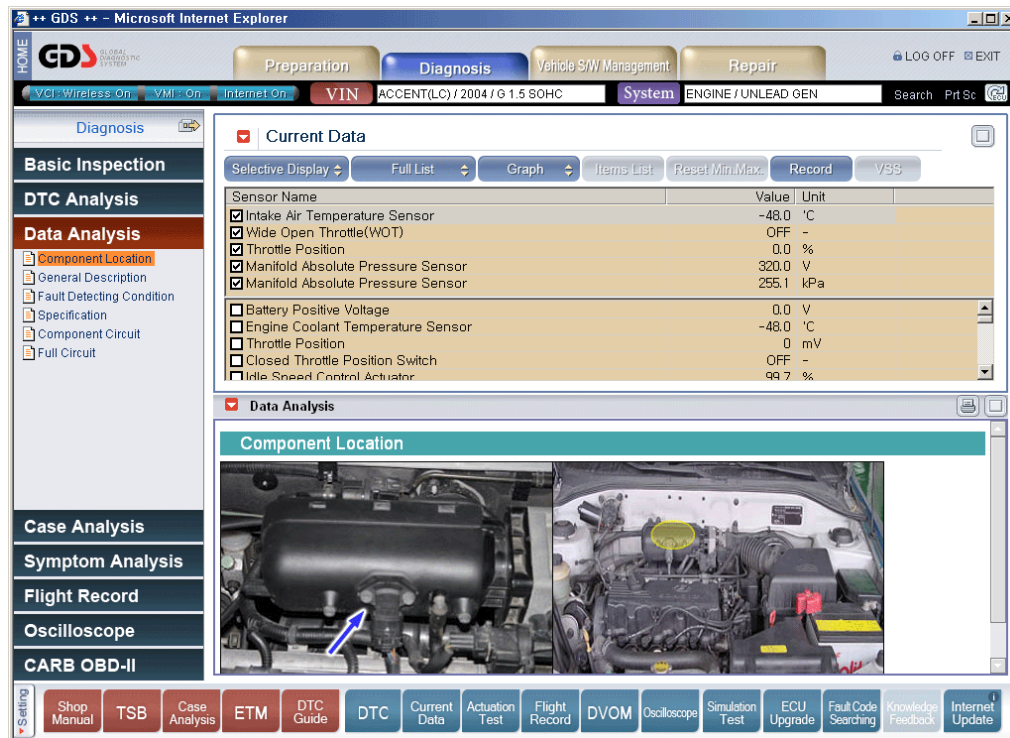 ++ GDS ++ - Microsoft Internet Explorer
HOME
GDS GLOBAL DIAGNOSTIC SYSTEM
Preparation Diagnosis Vehicle S/W Management Repair
LOG OFF EXIT
VCI : Wireless On VMI : On Internet On VIN ACCENT(LC) / 2004 / G 1.5 SOHC System ENGINE / UNLEAD GEN Search Prt Sc ECU
Diagnosis
Basic Inspection
DTC Analysis
Data Analysis
Component Location
General Description
Fault Detecting Condition
Specification
Component Circuit
Full Circuit
Case Analysis
Symptom Analysis
Flight Record
Oscilloscope
CARB OBD-II
Current Data
Selective Display Full List Graph Items List Reset Min.Max. Record VSS
Sensor Name Value Unit
Intake Air Temperature Sensor -48.0 'C
Wide Open Throttle(WOT) OFF -
Throttle Position 0.0 %
Manifold Absolute Pressure Sensor 320.0 V
Manifold Absolute Pressure Sensor 255.1 kPa
Battery Positive Voltage 0.0 V
Engine Coolant Temperature Sensor -48.0 'C
Throttle Position 0 mV
Closed Throttle Position Switch OFF -
Idle Speed Control Actuator 99.7 %
Data Analysis
Component Location
Setting
Shop Manual TSB Case Analysis ETM DTC Guide DTC Current Data Actuation Test Flight Record DVOM Oscilloscope Simulation Test ECU Upgrade Fault Code Searching Knowledge Feedback Internet Update